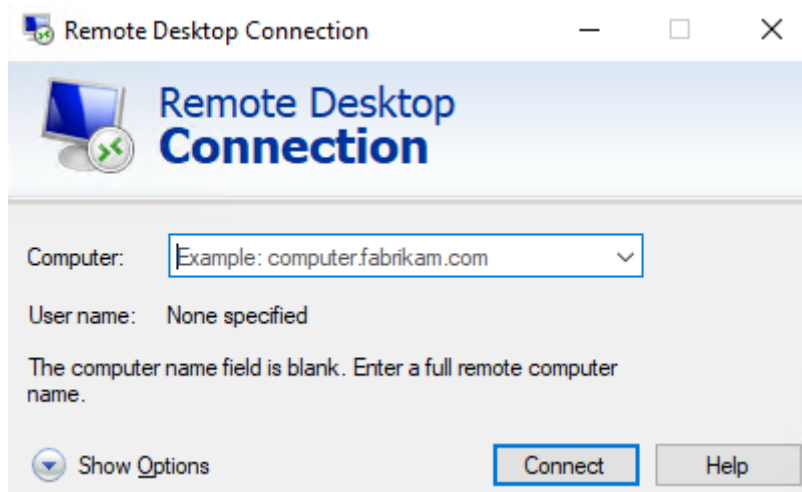 Remote Desktop Connection
Remote Desktop
Connection
Computer: Example: computer.fabrikam.com
User name: None specified
The computer name field is blank. Enter a full remote computer
name.
Show Options Connect Help